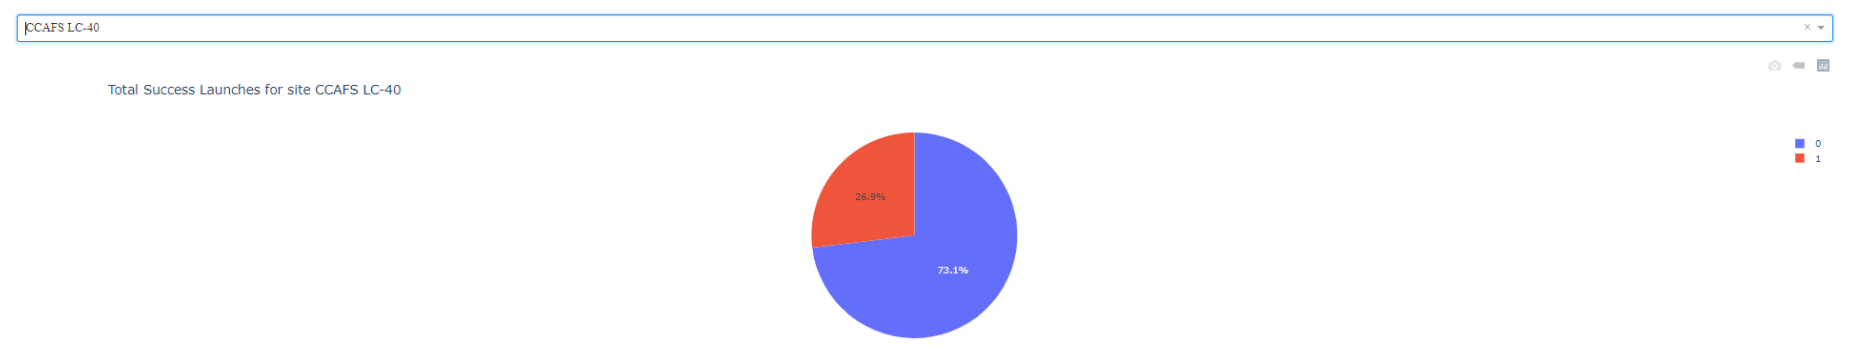 CCAFS LC-40
Total Success Launches for site CCAFS LC-40
0
1
26.9%
73.1%